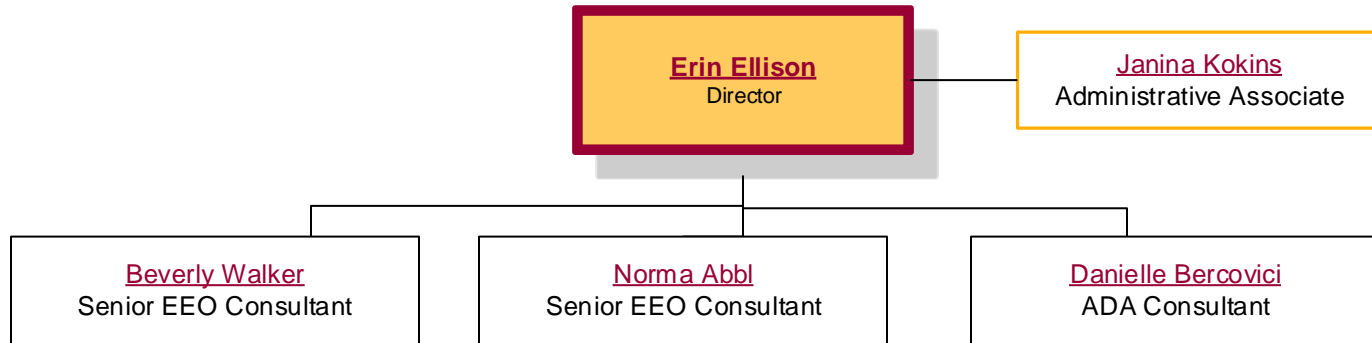 Erin Ellison
Director
Janina Kokins
Administrative Associate
Beverly Walker
Senior EEO Consultant
Norma Abbl
Senior EEO Consultant
Danielle Bercovici
ADA Consultant